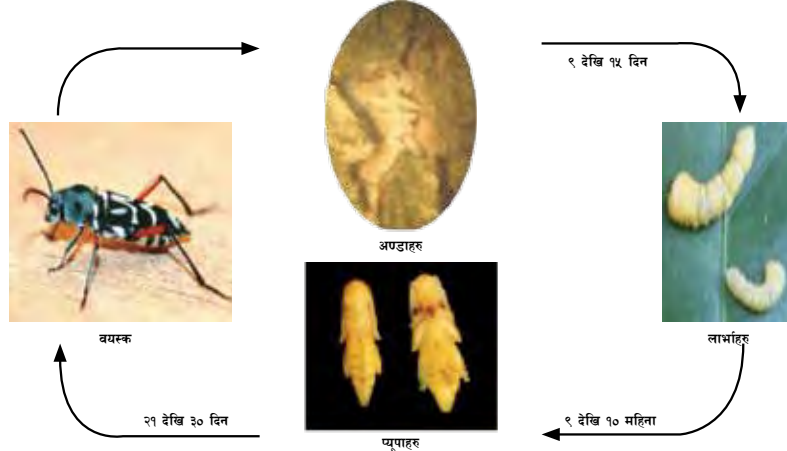 ९ देखि १५ दिन
अण्डाहरु
वयस्क
लार्भाहरु
२१ देखि ३० दिन
९ देखि १० महिना
प्यूपाहरु